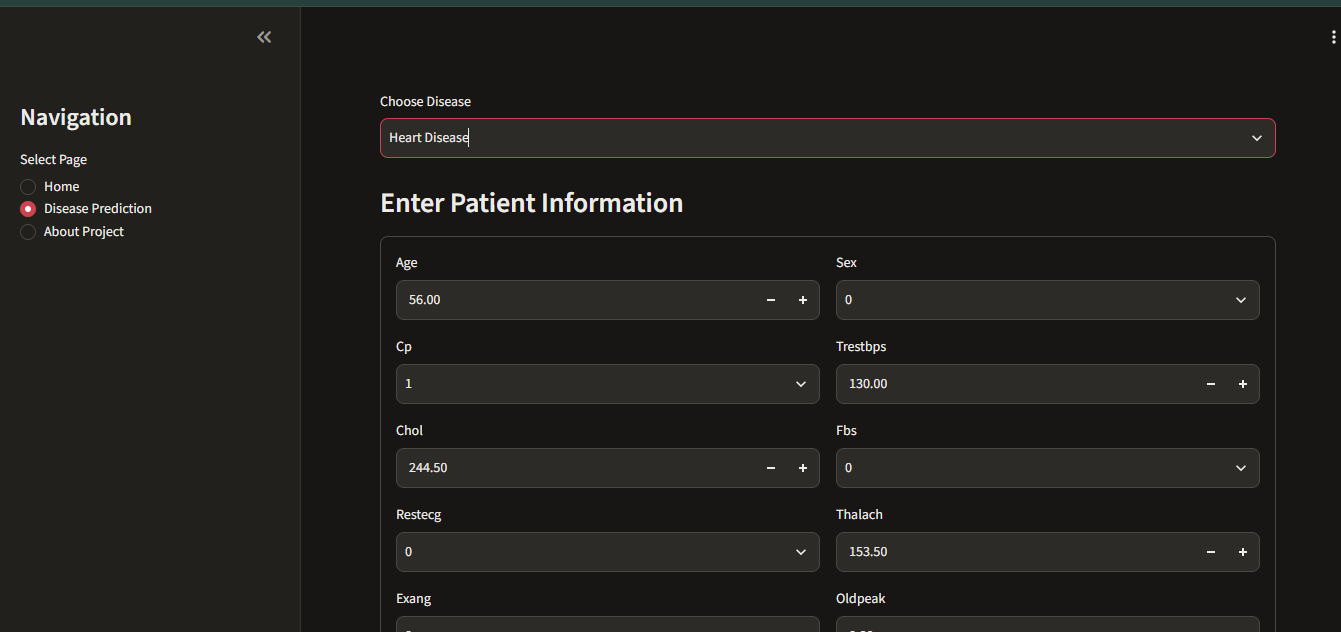 Navigation
Select Page
Home
Disease Prediction
About Project
Choose Disease
Heart Disease
Enter Patient Information
Age
Sex
56.00
0
Cp
Trestbps
1
130.00
Chol
Fbs
244.50
0
Restecg
Thalach
0
153.50
Exang
Oldpeak